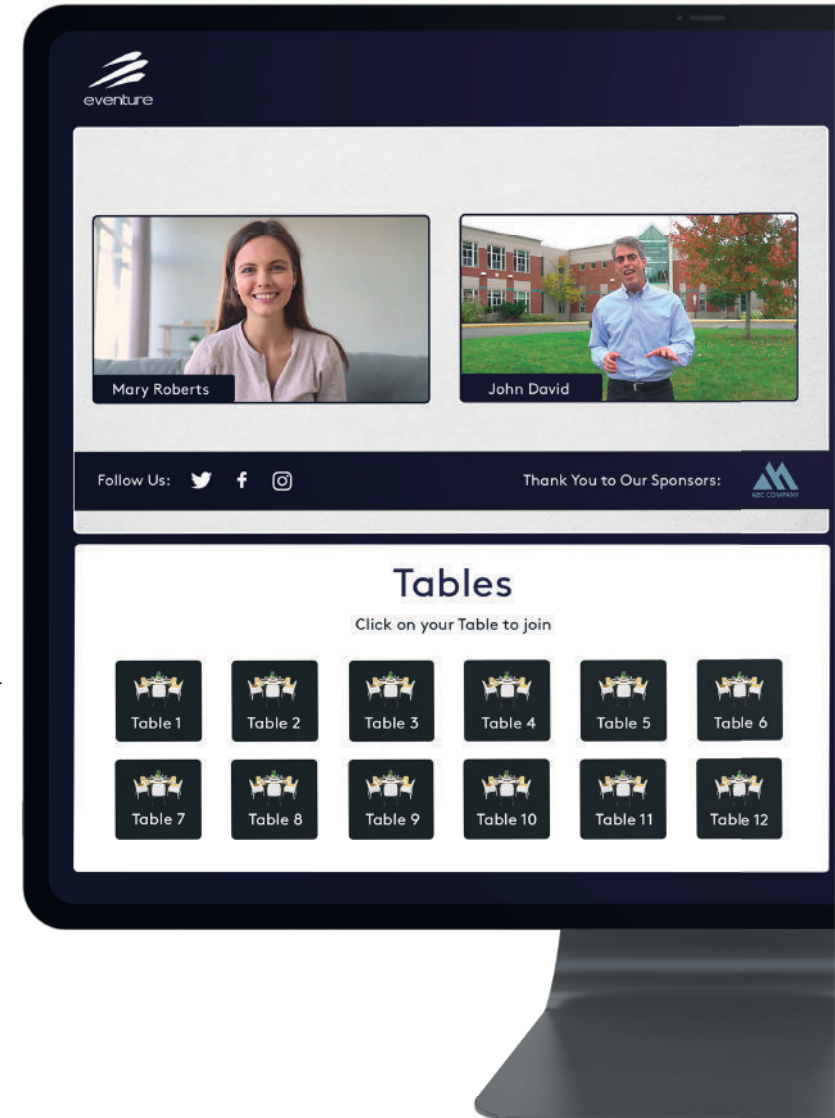 eventure
Mary Roberts
John David
Follow Us:
Thank You to Our Sponsors:
ABC COMPANY
Tables
Click on your Table to join
Table 1
Table 2
Table 3
Table 4
Table 5
Table 6
Table 7
Table 8
Table 9
Table 10
Table 11
Table 12